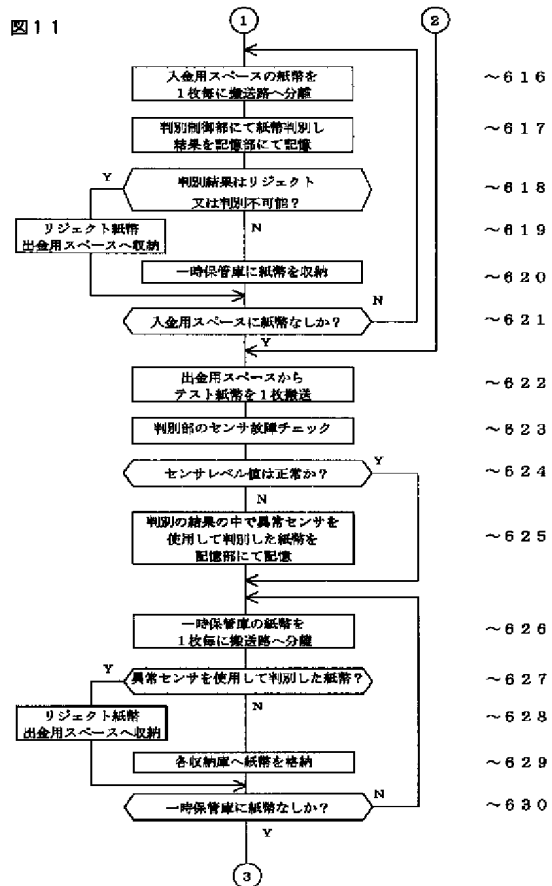 図11
1
2
入金用スペースの紙幣を
1枚毎に搬送路へ分離
~616
判別制御部にて紙幣判別し
結果を記憶部にて記憶
~617
Y
判別結果はリジェクト
又は判別不可能?
~618
N
リジェクト紙幣
出金用スペースへ収納
~619
一時保管庫に紙幣を収納
~620
N
入金用スペースに紙幣なしか?
~621
Y
出金用スペースから
テスト紙幣を1枚搬送
~622
判別部のセンサ故障チェック
~623
Y
センサレベル値は正常か?
~624
N
判別の結果の中で異常センサを
使用して判別した紙幣を
記憶部にて記憶
~625
一時保管庫の紙幣を
1枚毎に搬送路へ分離
~626
Y
異常センサを使用して判別した紙幣?
~627
N
リジェクト紙幣
出金用スペースへ収納
~628
各収納庫へ紙幣を格納
~629
N
一時保管庫に紙幣なしか?
~630
Y
3